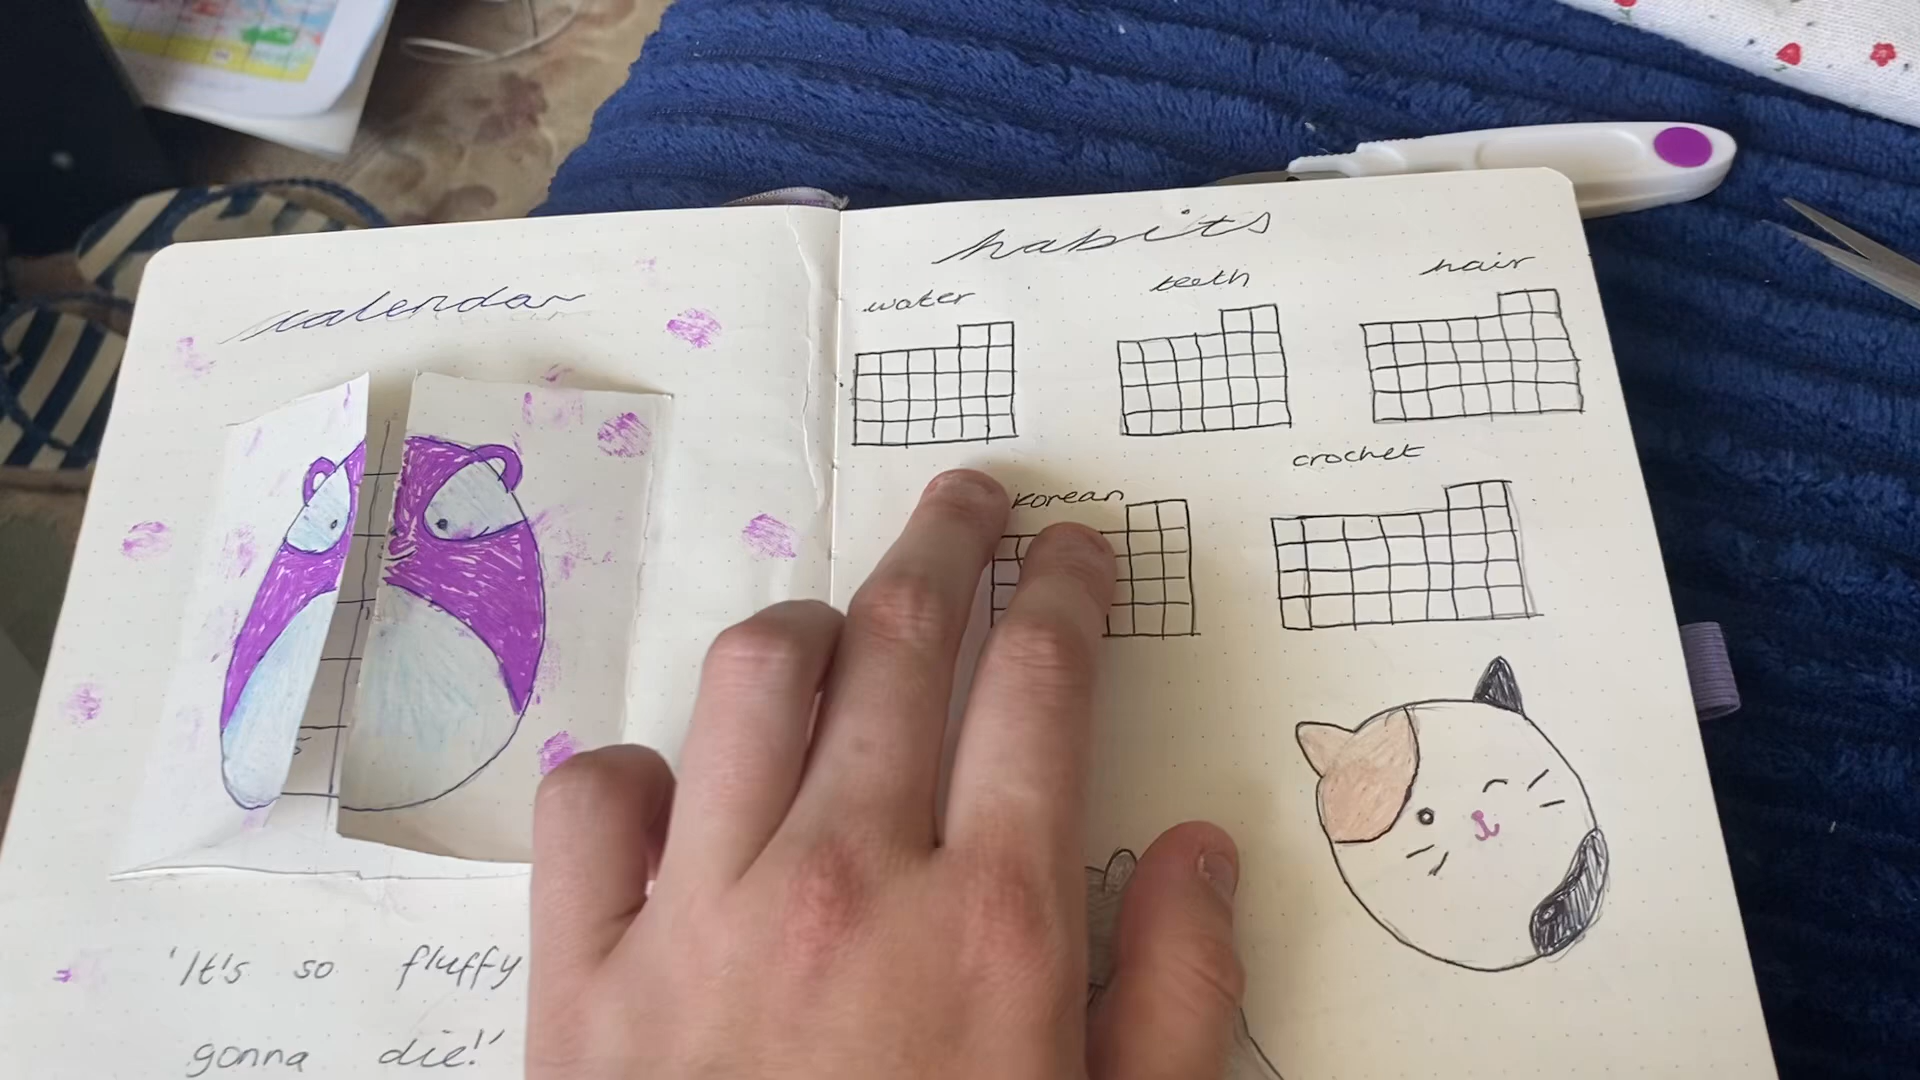 calendar
'It's so fluffy
gonna die!'
habits
water
teeth
hair
korean
crochet